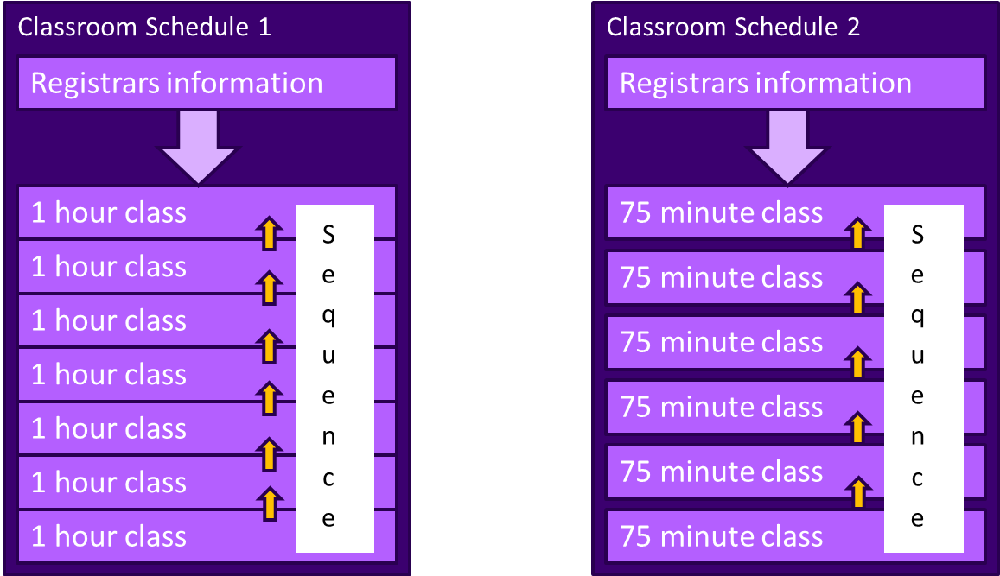 Classroom Schedule 1
Registrars information
1 hour class
1 hour class
1 hour class
1 hour class
1 hour class
1 hour class
1 hour class
S
e
q
u
e
n
c
e
Classroom Schedule 2
Registrars information
75 minute class
75 minute class
75 minute class
75 minute class
75 minute class
75 minute class
S
e
q
u
e
n
c
e